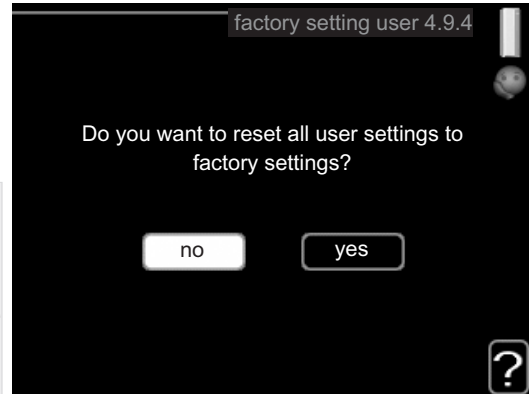 factory setting user 4.9.4
Do you want to reset all user settings to
factory settings?
no
yes
?